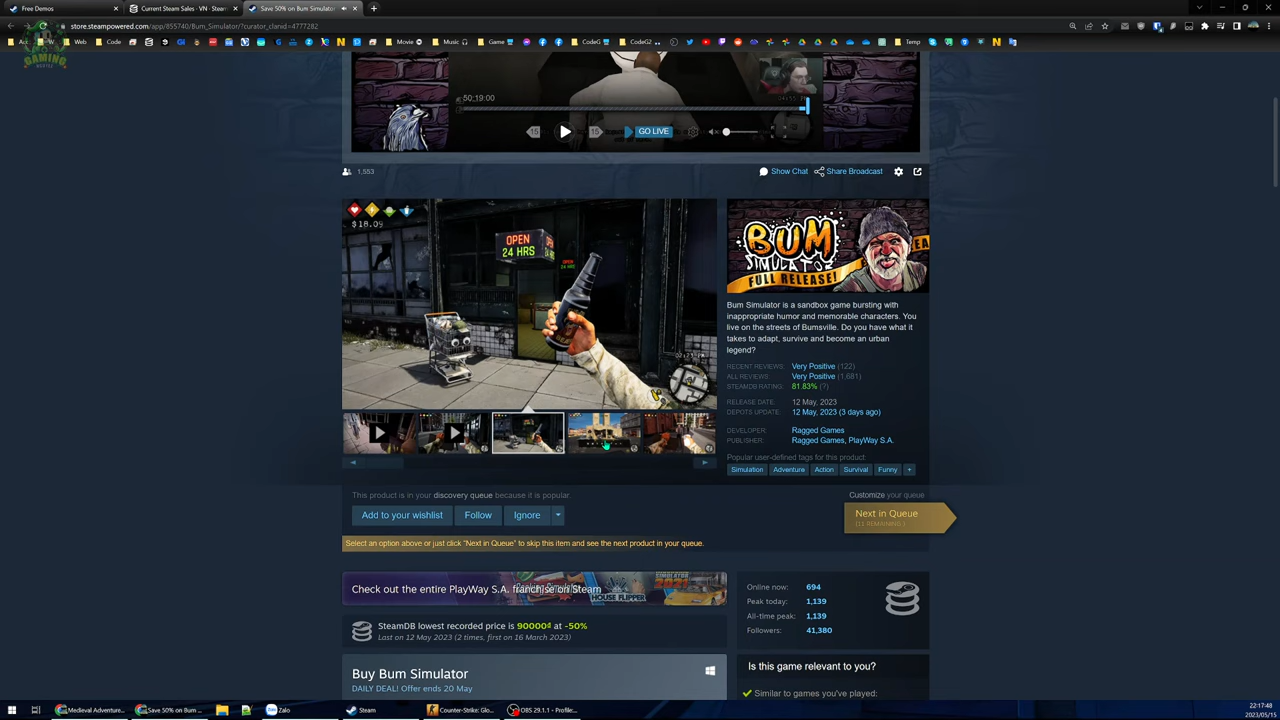 Free Demos
Current Steam Sales - VN · Steam
Save 50% on Bum Simulator
store.steampowered.com/app/855740/Bum_Simulator/?curator_clanid=4777282
Web
Code
Movie
Music
Game
CodeG
CodeG2
Temp
GAMING
50:19:00
15
15
GO LIVE
1,553
Show Chat
Share Broadcast
$18.09
OPEN
24 HRS
BUM
SIMULATOR
FULL RELEASE!
Bum Simulator is a sandbox game bursting with
inappropriate humor and memorable characters. You
live on the streets of Bumsville. Do you have what it
takes to adapt, survive and become an urban
legend?
RECENT REVIEWS: Very Positive (122)
ALL REVIEWS: Very Positive (1,681)
STEAMDB RATING: 81.83% (?)
RELEASE DATE: 12 May, 2023
DEPOTS UPDATE: 12 May, 2023 (3 days ago)
DEVELOPER: Ragged Games
PUBLISHER: Ragged Games, PlayWay S.A.
Popular user-defined tags for this product:
Simulation Adventure Action Survival Funny +
This product is in your discovery queue because it is popular
Customize your queue
Add to your wishlist
Follow
Ignore
Next in Queue
Select an option above or just click "Next in Queue" to skip this item and see the next product in your queue.
Check out the entire PlayWay S.A. franchise on Steam
HOUSE FLIPPER
Online now: 694
Peak today: 1,139
All-time peak: 1,139
Followers: 41,380
SteamDB lowest recorded price is 90000₫ at -50%
Last on 12 May 2023 (2 times, first on 16 March 2023)
Buy Bum Simulator
DAILY DEAL! Offer ends 20 May
Is this game relevant to you?
Similar to games you've played:
Medieval Adventure...
Save 50% on Bum ...
Zalo
Steam
Counter-Strike: Glo...
OBS 29.1.1 - Profile:...
22:17:48
2023/05/15